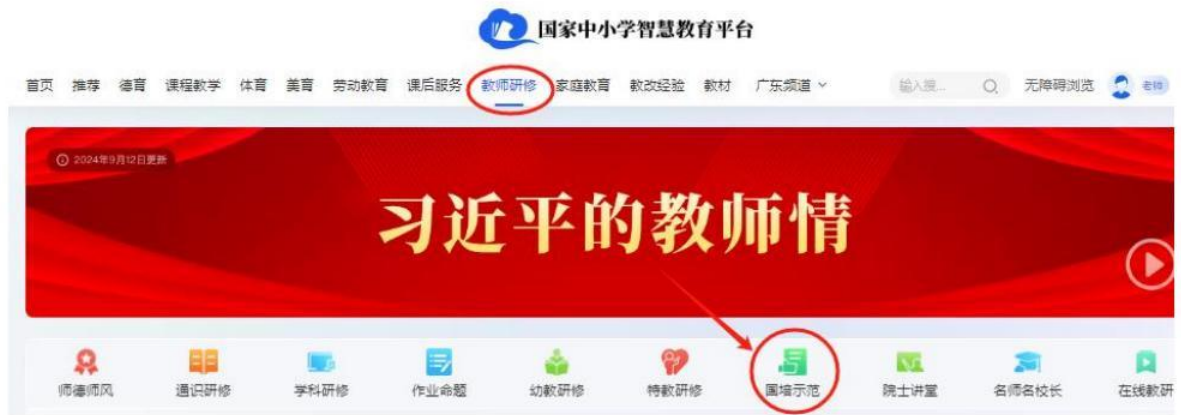 国家中小学智慧教育平台
首页 推荐 德育 课程教学 体育 美育 劳动教育 课后服务 教师研修 家庭教育 教改经验 教材 广东频道 输入搜... 无障碍浏览 老师
2024年9月12日更新
习近平的教师情
师德师风 通识研修 学科研修 作业命题 幼教研修 特教研修 国培示范 院士讲堂 名师名校长 在线教研